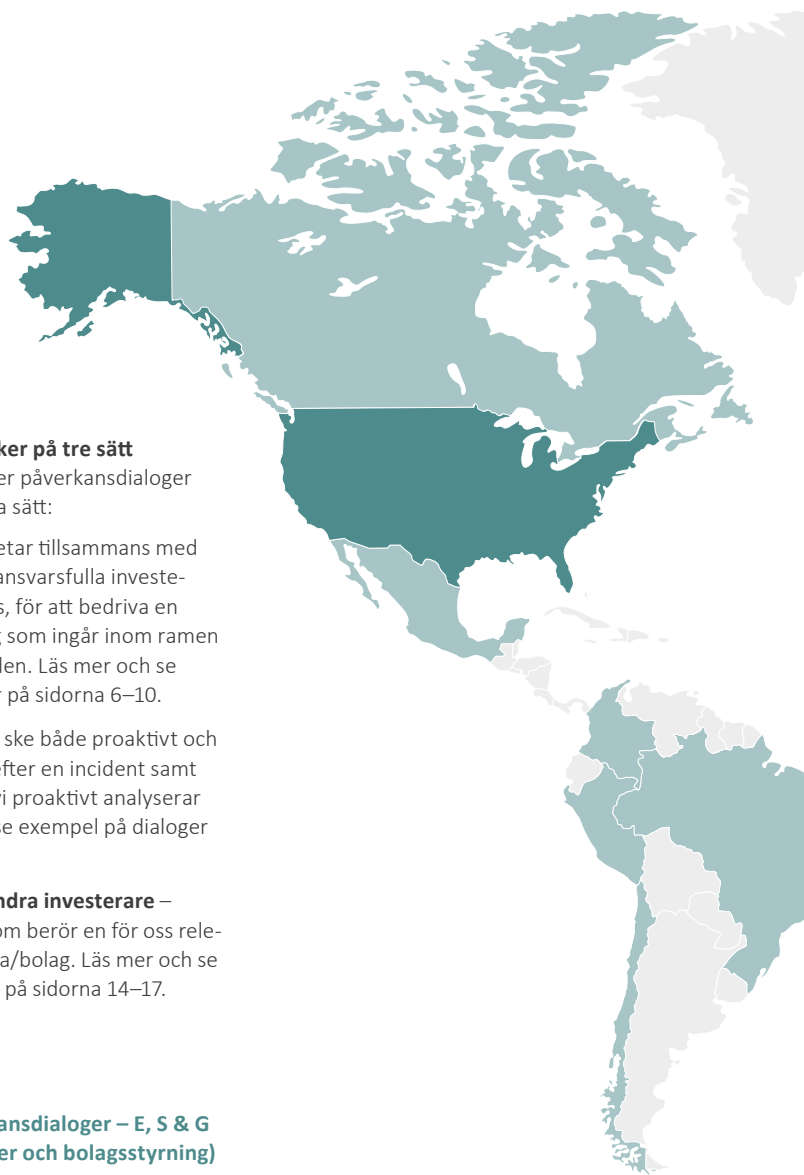 ker på tre sätt
er påverkansdialoger
a sätt:
etar tillsammans med
ansvarsfulla investe-
s, för att bedriva en
g som ingår inom ramen
den. Läs mer och se
r på sidorna 6–10.
ske både proaktivt och
efter en incident samt
vi proaktivt analyserar
se exempel på dialoger
ndra investerare –
om berör en för oss rele-
a/bolag. Läs mer och se
på sidorna 14–17.
ansdialoger – E, S & G
er och bolagsstyrning)